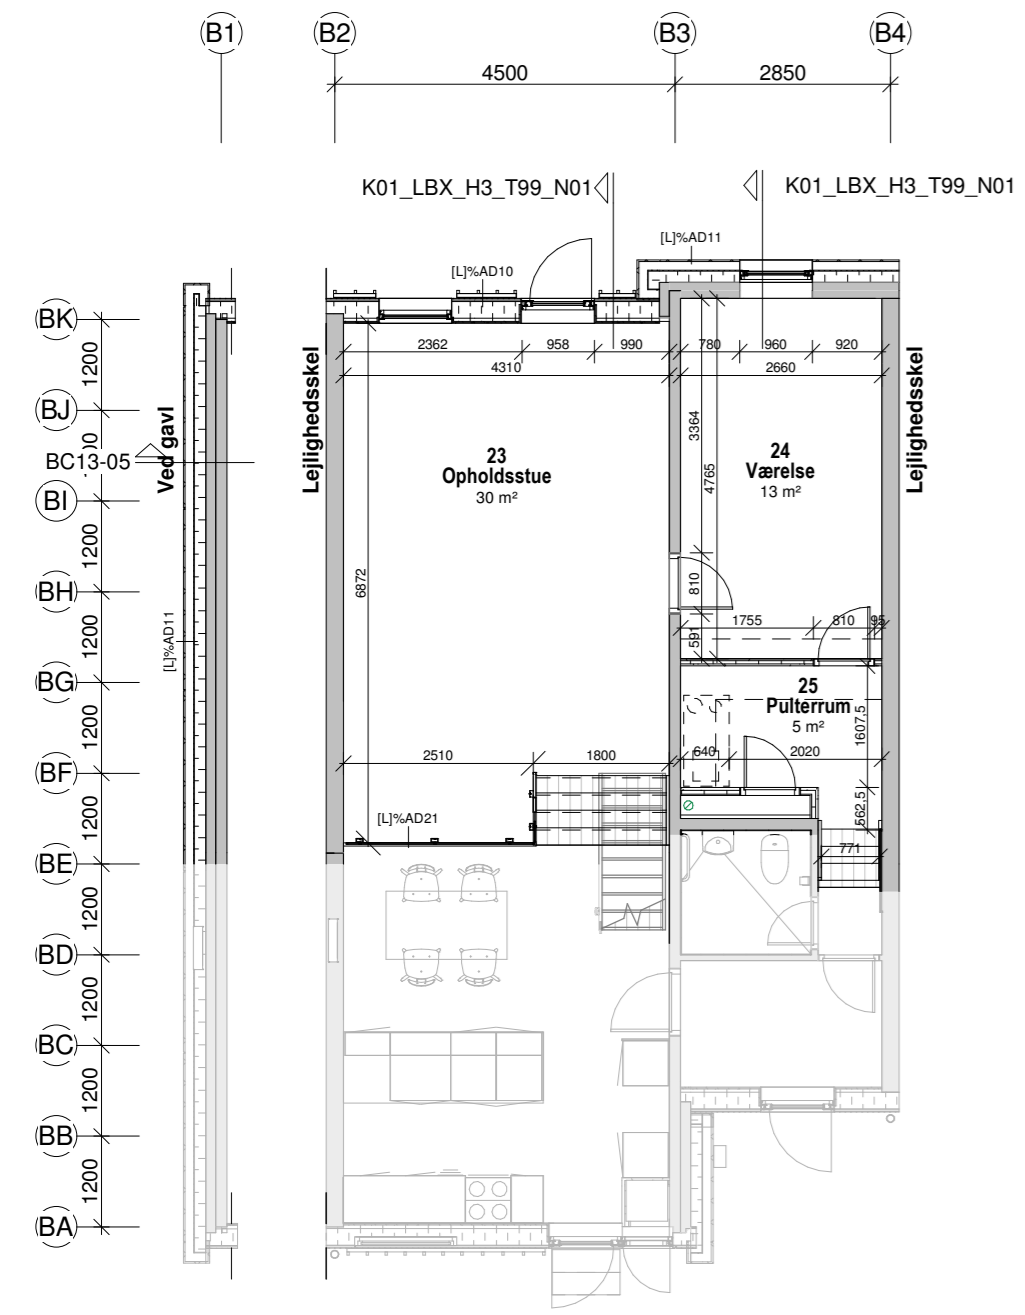 B1
B2
B3
B4
4500
2850
K01_LBX_H3_T99_N01
K01_LBX_H3_T99_N01
[L]%AD11
[L]%AD10
BK
1200
BJ
1200
BC13-05
BI
1200
BH
1200
BG
1200
BF
1200
BE
1200
BD
1200
BC
1200
BB
1200
BA
Ved gavl
[L]%AD11
Lejlighedsskel
Lejlighedsskel
2362
958
990
780
960
920
4310
2660
3364
4765
23
Opholdsstue
30 m²
24
Værelse
13 m²
6872
810
591
1755
810
95
25
Pulterrum
5 m²
1607,5
2510
1800
640
2020
562,5
[L]%AD21
771